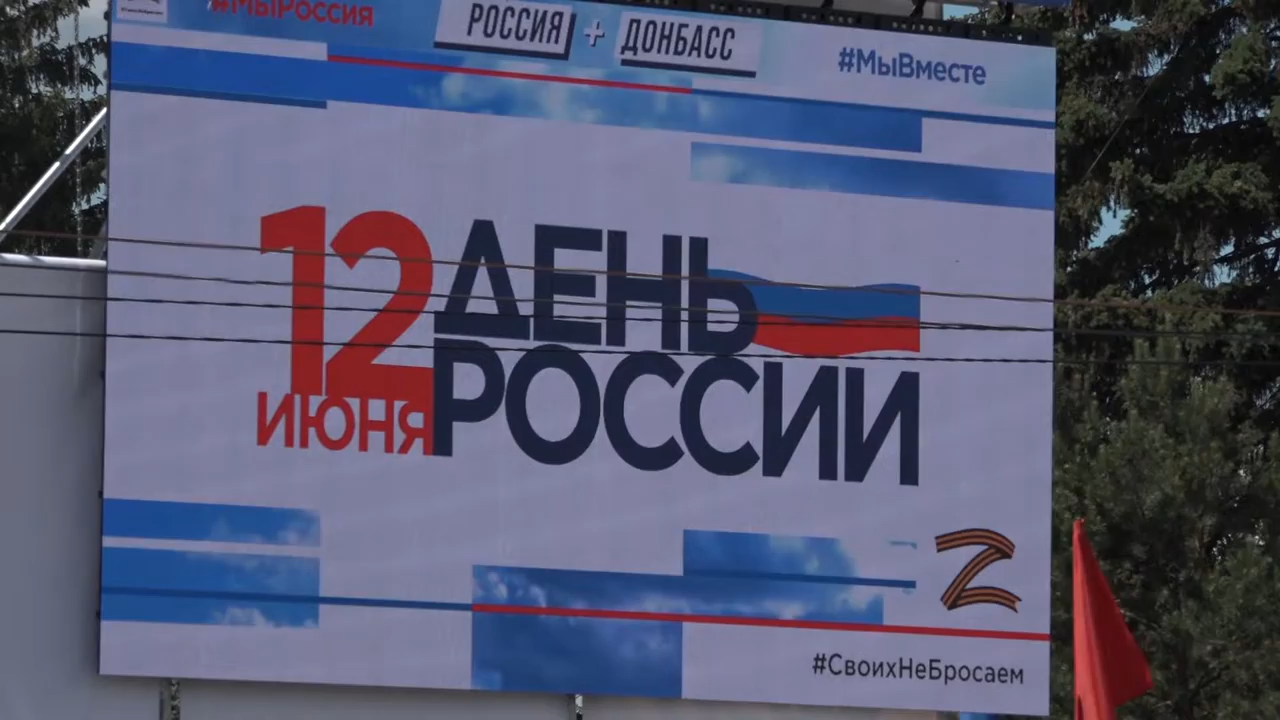 #МыРоссия
РОССИЯ + ДОНБАСС
#МыВместе
12 ДЕНЬ
ИЮНЯ РОССИИ
Z
#СвоихНеБросаем